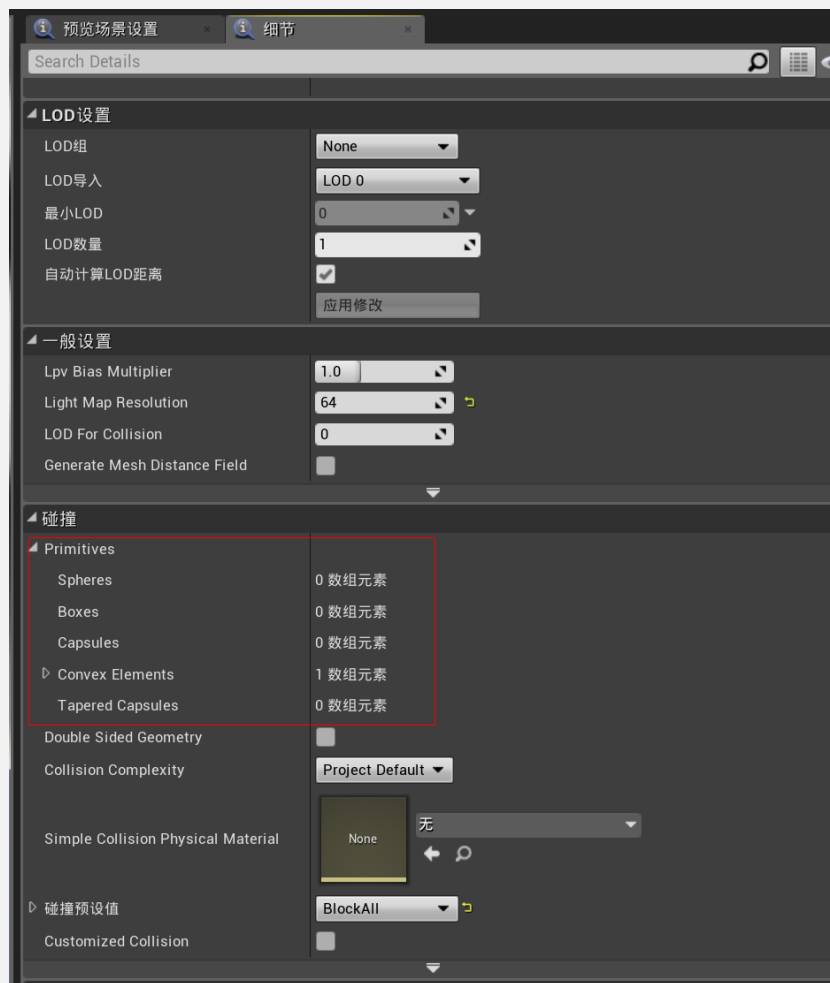 预览场景设置 细节
Search Details
LOD设置
LOD组 None
LOD导入 LOD 0
最小LOD 0
LOD数量 1
自动计算LOD距离
应用修改
一般设置
Lpv Bias Multiplier 1.0
Light Map Resolution 64
LOD For Collision 0
Generate Mesh Distance Field
碰撞
Primitives
Spheres 0 数组元素
Boxes 0 数组元素
Capsules 0 数组元素
Convex Elements 1 数组元素
Tapered Capsules 0 数组元素
Double Sided Geometry
Collision Complexity Project Default
无
Simple Collision Physical Material None
碰撞预设值 BlockAll
Customized Collision